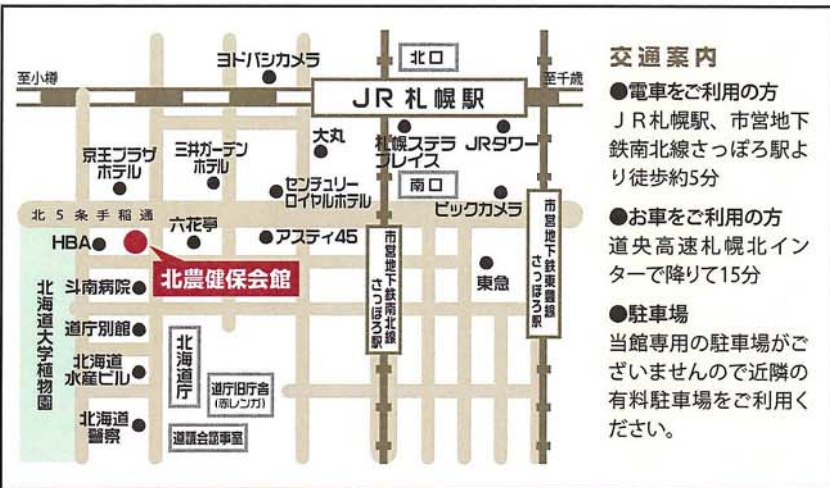 ヨドバシカメラ
北口
至小樽
至千歳
JR札幌駅
大丸
札幌ステラ
プレイス
JRタワー
京王プラザ
ホテル
三井ガーデン
ホテル
センチュリー
ロイヤルホテル
南口
ビックカメラ
北5条手稲通
HBA
六花亭
アスティ45
北農健保会館
市営地下鉄南北線
さっぽろ駅
市営地下鉄東豊線
さっぽろ駅
東急
北海道大学植物園
斗南病院
道庁別館
北海道
水産ビル
北海道
警察
北海道庁
道庁旧庁舎
(赤レンガ)
道議会議事室
交通案内
●電車をご利用の方
JR札幌駅、市営地下
鉄南北線さっぽろ駅よ
り徒歩約5分
●お車をご利用の方
道央高速札幌北イン
ターで降りて15分
●駐車場
当館専用の駐車場がご
ざいませんので近隣の
有料駐車場をご利用く
ださい。